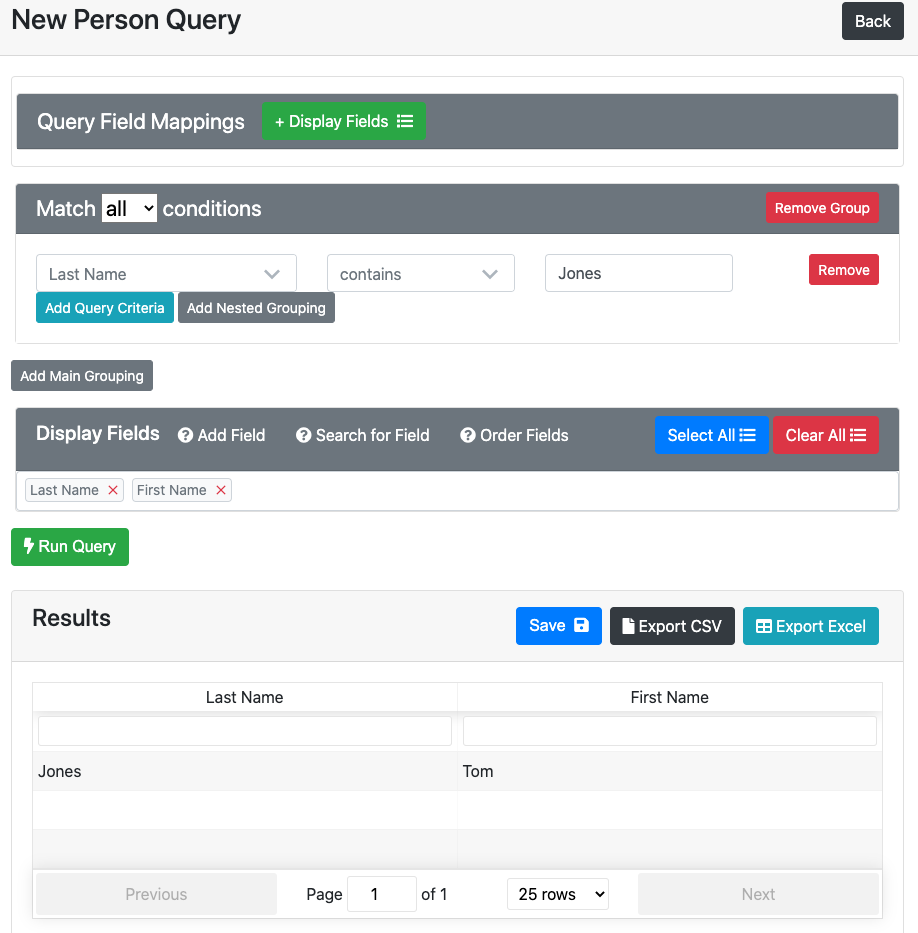 New Person Query
Back
Query Field Mappings
+ Display Fields
Match all conditions
Remove Group
Last Name
contains
Jones
Remove
Add Query Criteria
Add Nested Grouping
Add Main Grouping
Display Fields
Add Field
Search for Field
Order Fields
Select All
Clear All
Last Name
First Name
Run Query
Results
Save
Export CSV
Export Excel
Last Name
First Name
Jones
Tom
Previous
Page 1 of 1
25 rows
Next